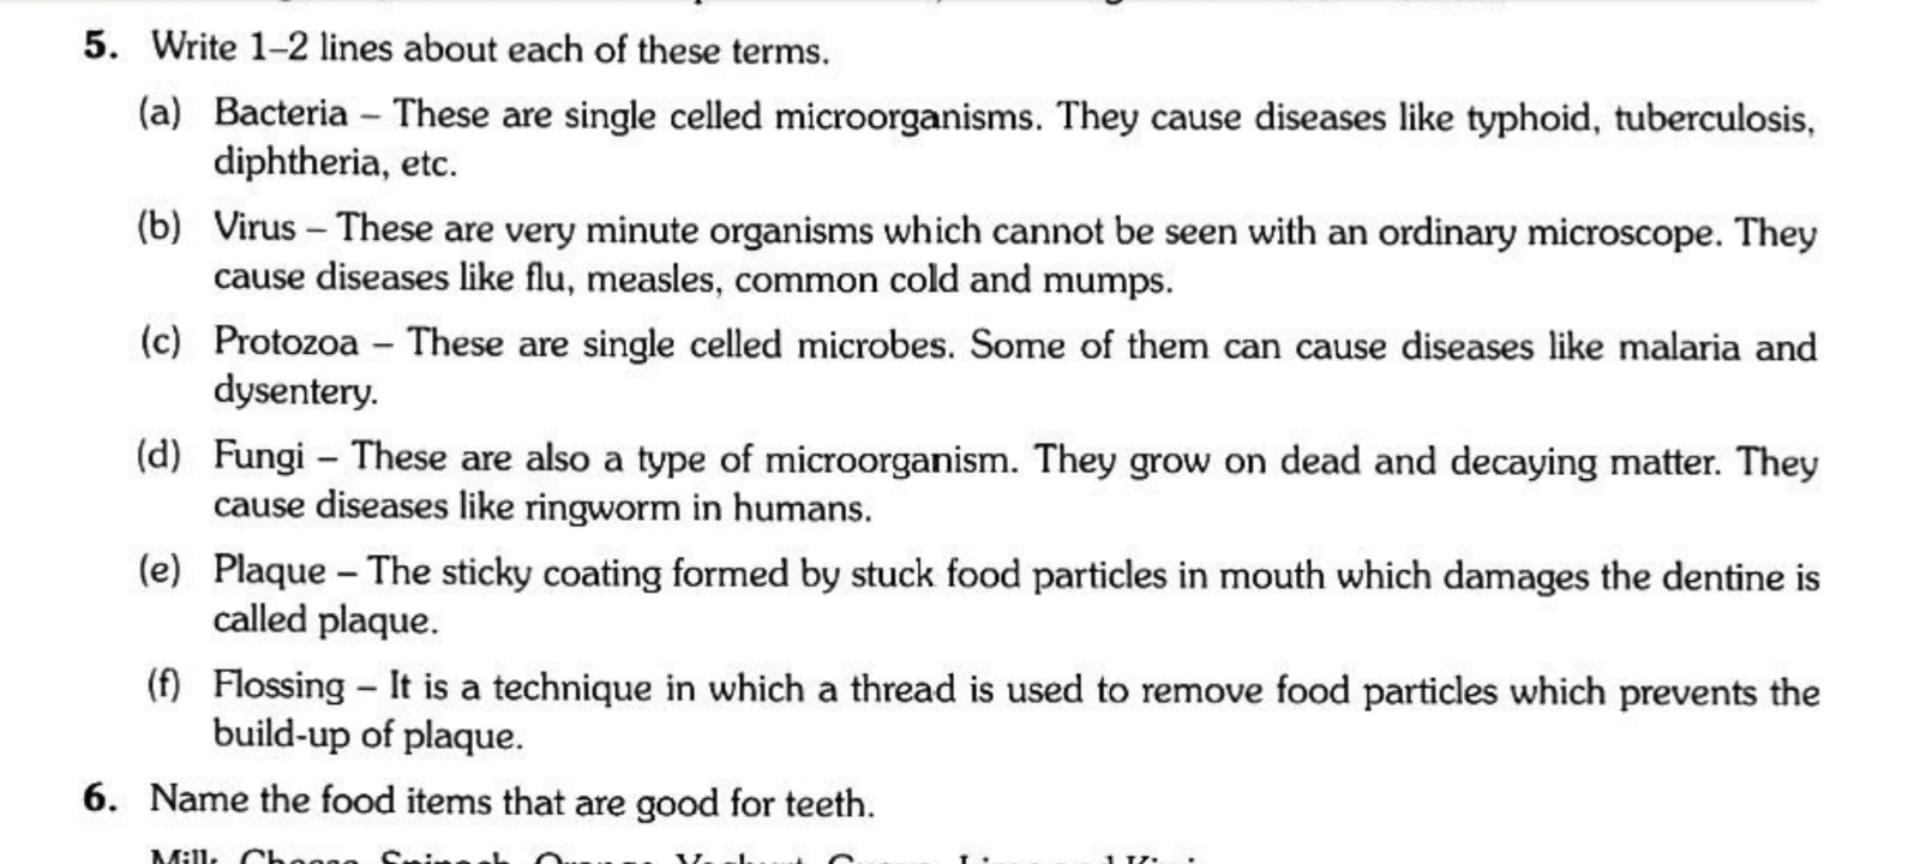 5. Write 1–2 lines about each of these terms.
(a) Bacteria – These are single celled microorganisms. They cause diseases like typhoid, tuberculosis,
diphtheria, etc.
(b) Virus – These are very minute organisms which cannot be seen with an ordinary microscope. They
cause diseases like flu, measles, common cold and mumps.
(c) Protozoa – These are single celled microbes. Some of them can cause diseases like malaria and
dysentery.
(d) Fungi – These are also a type of microorganism. They grow on dead and decaying matter. They
cause diseases like ringworm in humans.
(e) Plaque – The sticky coating formed by stuck food particles in mouth which damages the dentine is
called plaque.
(f) Flossing – It is a technique in which a thread is used to remove food particles which prevents the
build-up of plaque.
6. Name the food items that are good for teeth.